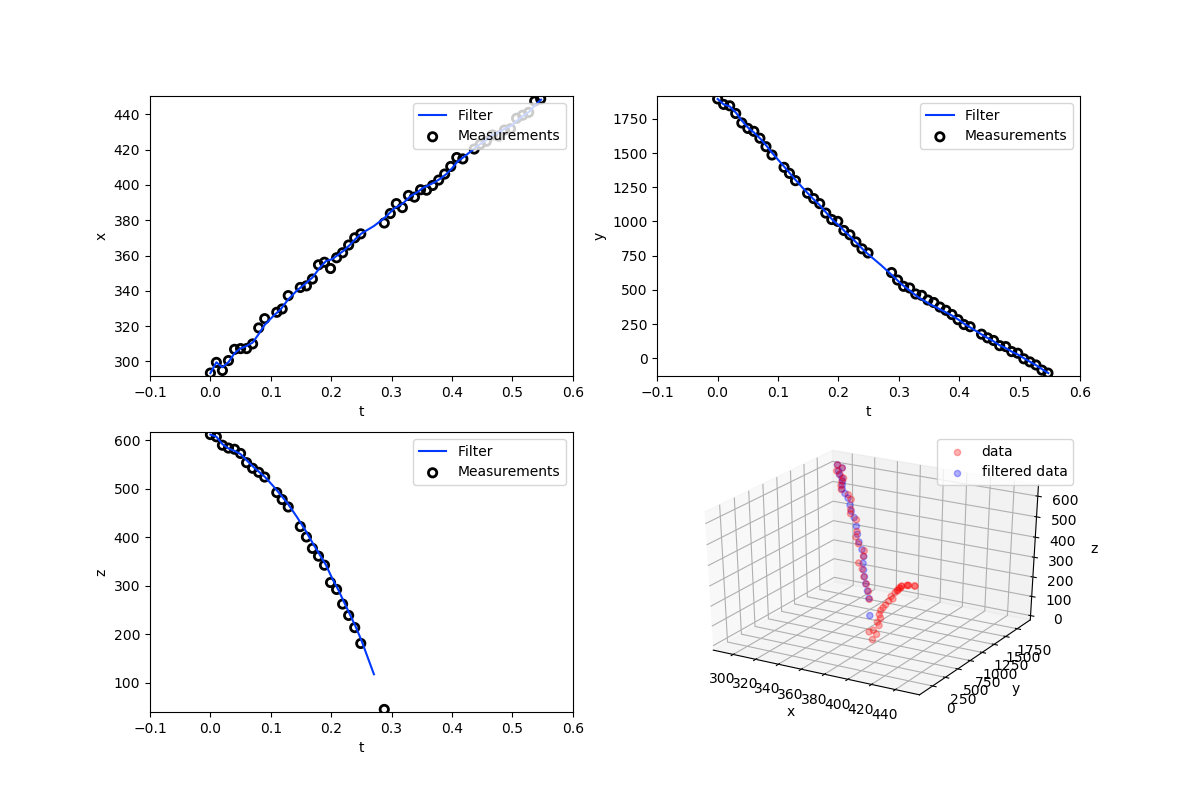 440
420
400
380
360
340
320
300
x
−0.1 0.0 0.1 0.2 0.3 0.4 0.5 0.6
t
Filter
Measurements
1750
1500
1250
1000
750
500
250
0
y
−0.1 0.0 0.1 0.2 0.3 0.4 0.5 0.6
t
Filter
Measurements
600
500
400
300
200
100
z
−0.1 0.0 0.1 0.2 0.3 0.4 0.5 0.6
t
Filter
Measurements
data
filtered data
300 320 340 360 380 400 420 440
x
0 250 500 750 1000 1250 1500 1750
y
0 100 200 300 400 500 600
z